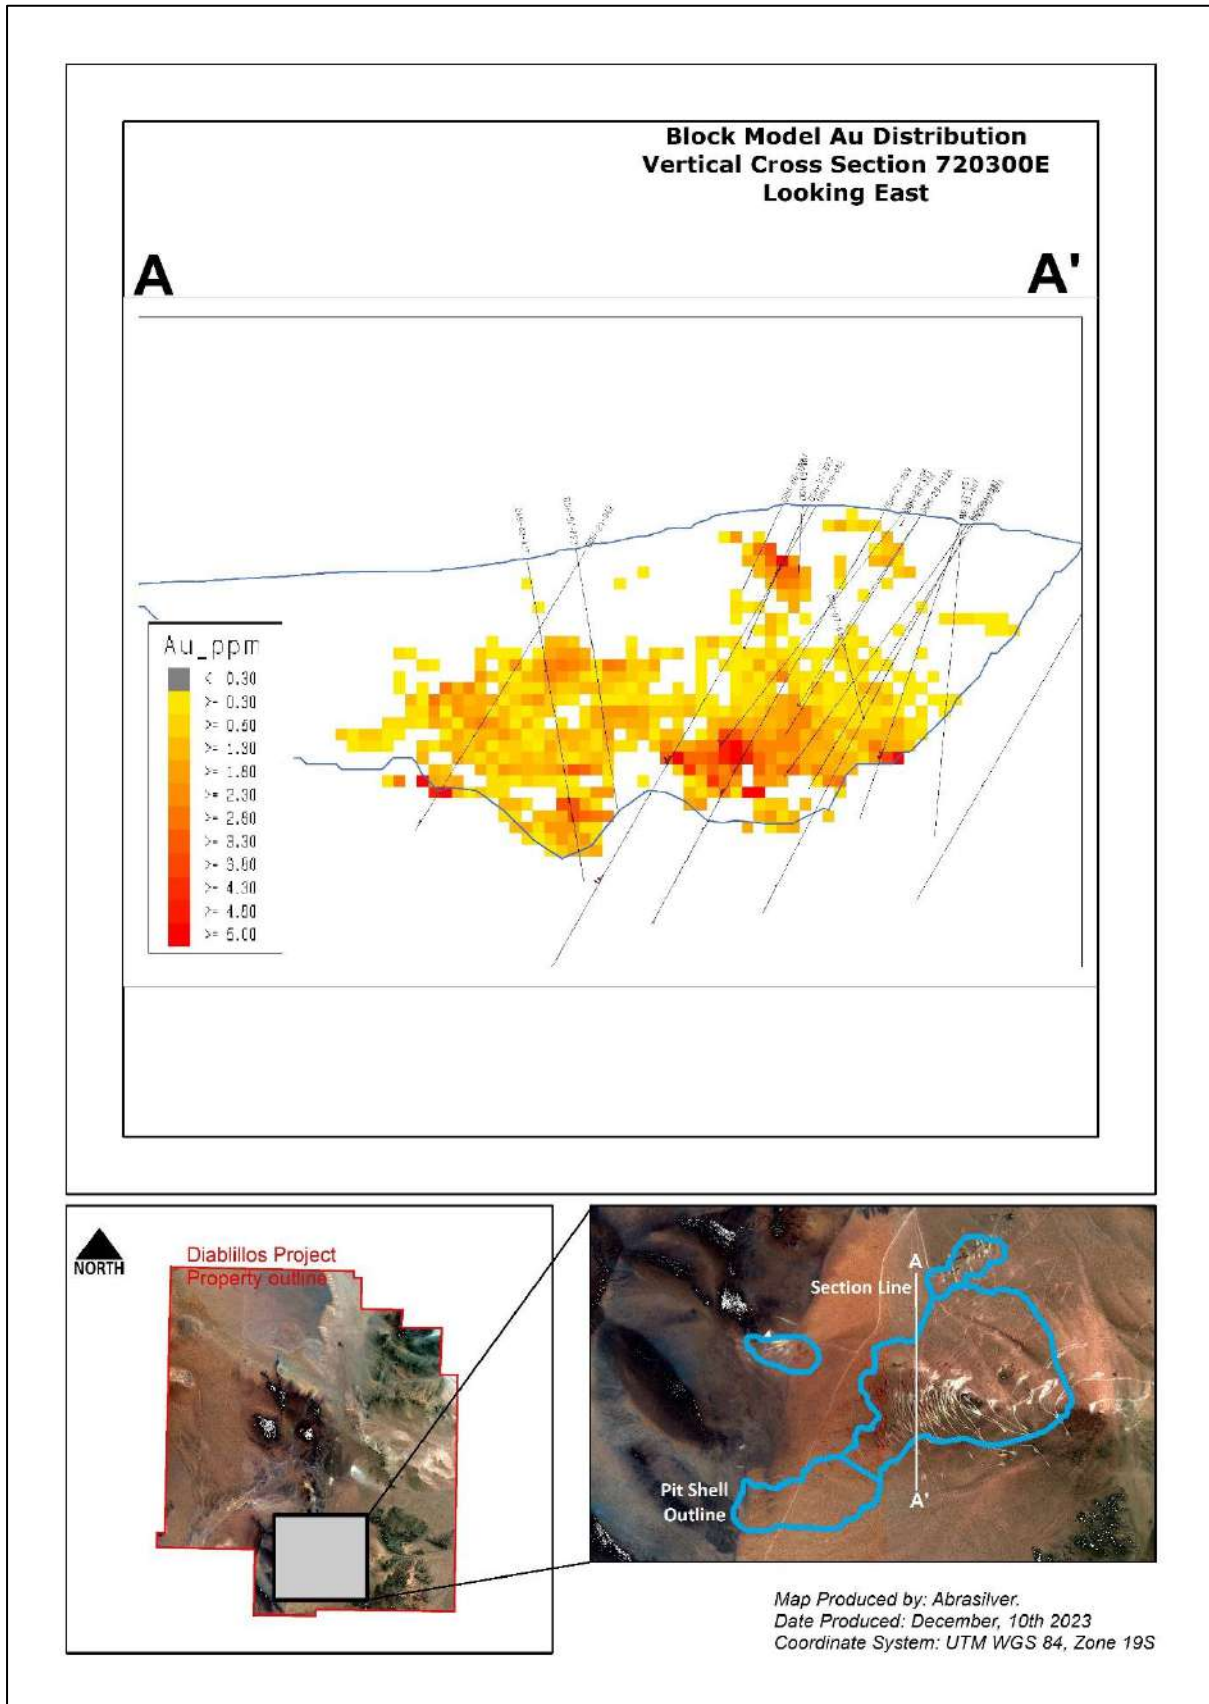 Block Model Au Distribution
Vertical Cross Section 720300E
Looking East
A
A'
Au_ppm
< 0.30
>= 0.30
>= 0.80
>= 1.30
>= 1.80
>= 2.30
>= 2.80
>= 3.30
>= 3.80
>= 4.30
>= 4.80
>= 5.00
NORTH
Diablillos Project
Property outline
A
Section Line
Pit Shell
Outline
A'
Map Produced by: Abrasilver.
Date Produced: December, 10th 2023
Coordinate System: UTM WGS 84, Zone 19S